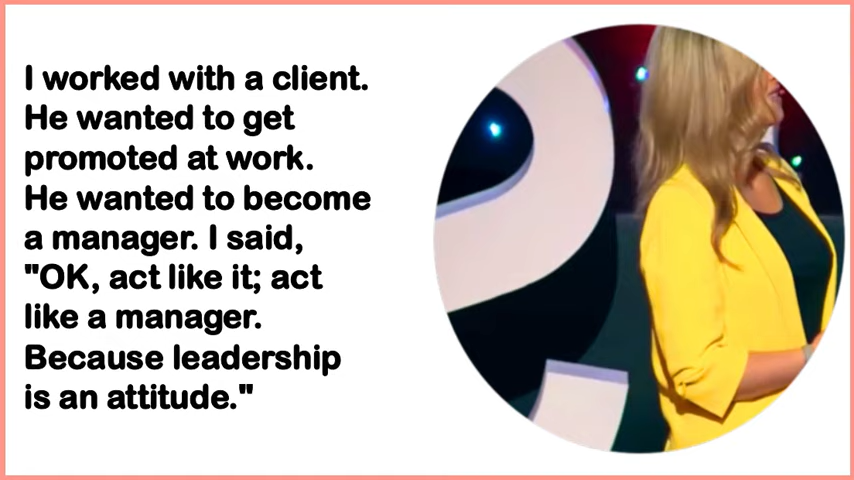 I worked with a client.
He wanted to get
promoted at work.
He wanted to become
a manager. I said,
"OK, act like it; act
like a manager.
Because leadership
is an attitude."